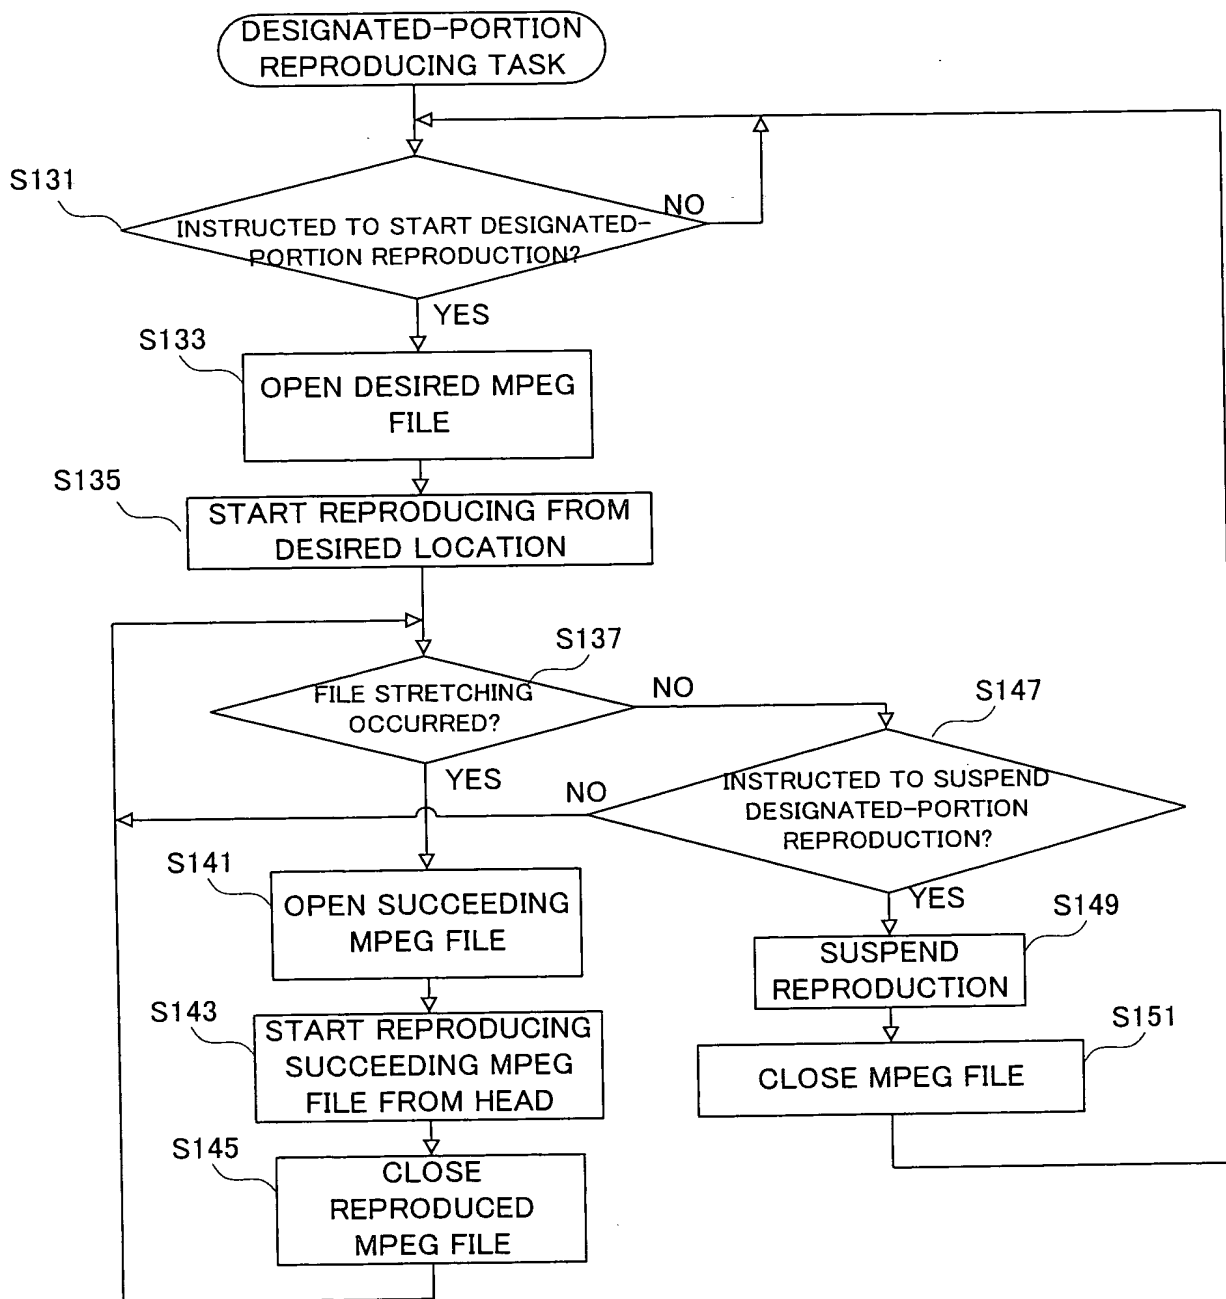 DESIGNATED-PORTION
REPRODUCING TASK
S131
NO
INSTRUCTED TO START DESIGNATED-
PORTION REPRODUCTION?
YES
S133
OPEN DESIRED MPEG
FILE
S135
START REPRODUCING FROM
DESIRED LOCATION
S137
FILE STRETCHING
OCCURRED?
NO
S147
YES
NO
INSTRUCTED TO SUSPEND
DESIGNATED-PORTION
REPRODUCTION?
S141
OPEN SUCCEEDING
MPEG FILE
YES
S149
SUSPEND
REPRODUCTION
S143
START REPRODUCING
SUCCEEDING MPEG
FILE FROM HEAD
S151
CLOSE MPEG FILE
S145
CLOSE
REPRODUCED
MPEG FILE